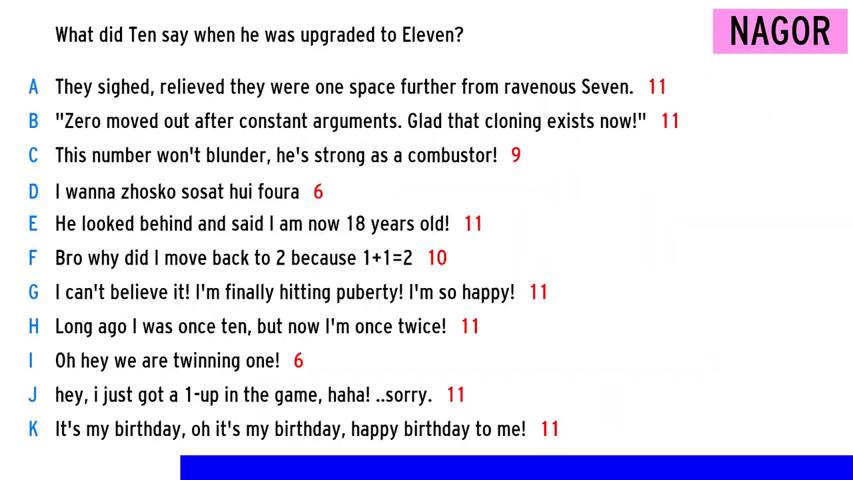 What did Ten say when he was upgraded to Eleven?
NAGOR
A They sighed, relieved they were one space further from ravenous Seven. 11
B "Zero moved out after constant arguments. Glad that cloning exists now!" 11
C This number won't blunder, he's strong as a combustor! 9
D I wanna zhosko sosat hui foura 6
E He looked behind and said I am now 18 years old! 11
F Bro why did I move back to 2 because 1+1=2 10
G I can't believe it! I'm finally hitting puberty! I'm so happy! 11
H Long ago I was once ten, but now I'm once twice! 11
I Oh hey we are twinning one! 6
J hey, i just got a 1-up in the game, haha! ..sorry. 11
K It's my birthday, oh it's my birthday, happy birthday to me! 11